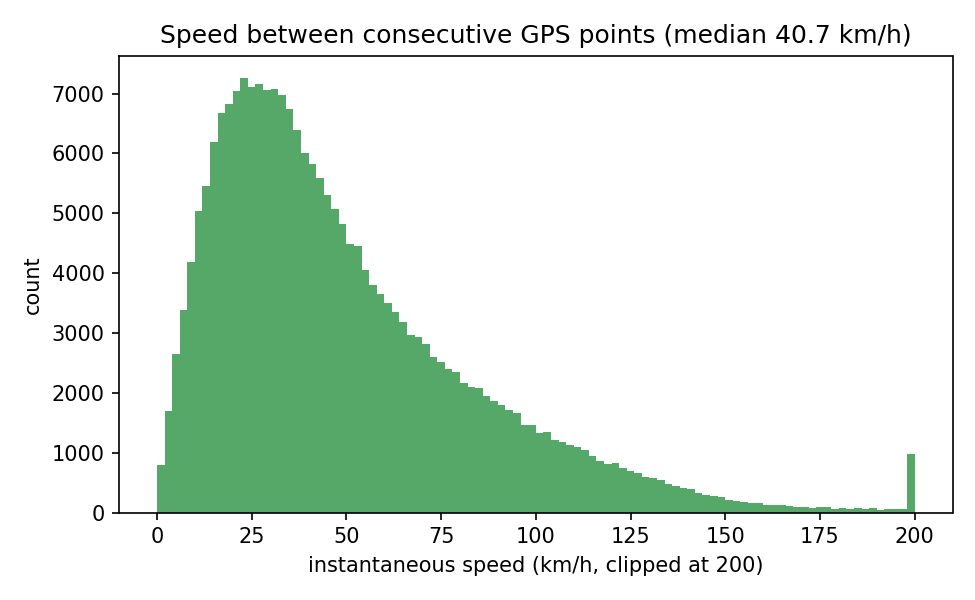 Speed between consecutive GPS points (median 40.7 km/h)
7000
6000
5000
4000
3000
2000
1000
0
count
0 25 50 75 100 125 150 175 200
instantaneous speed (km/h, clipped at 200)